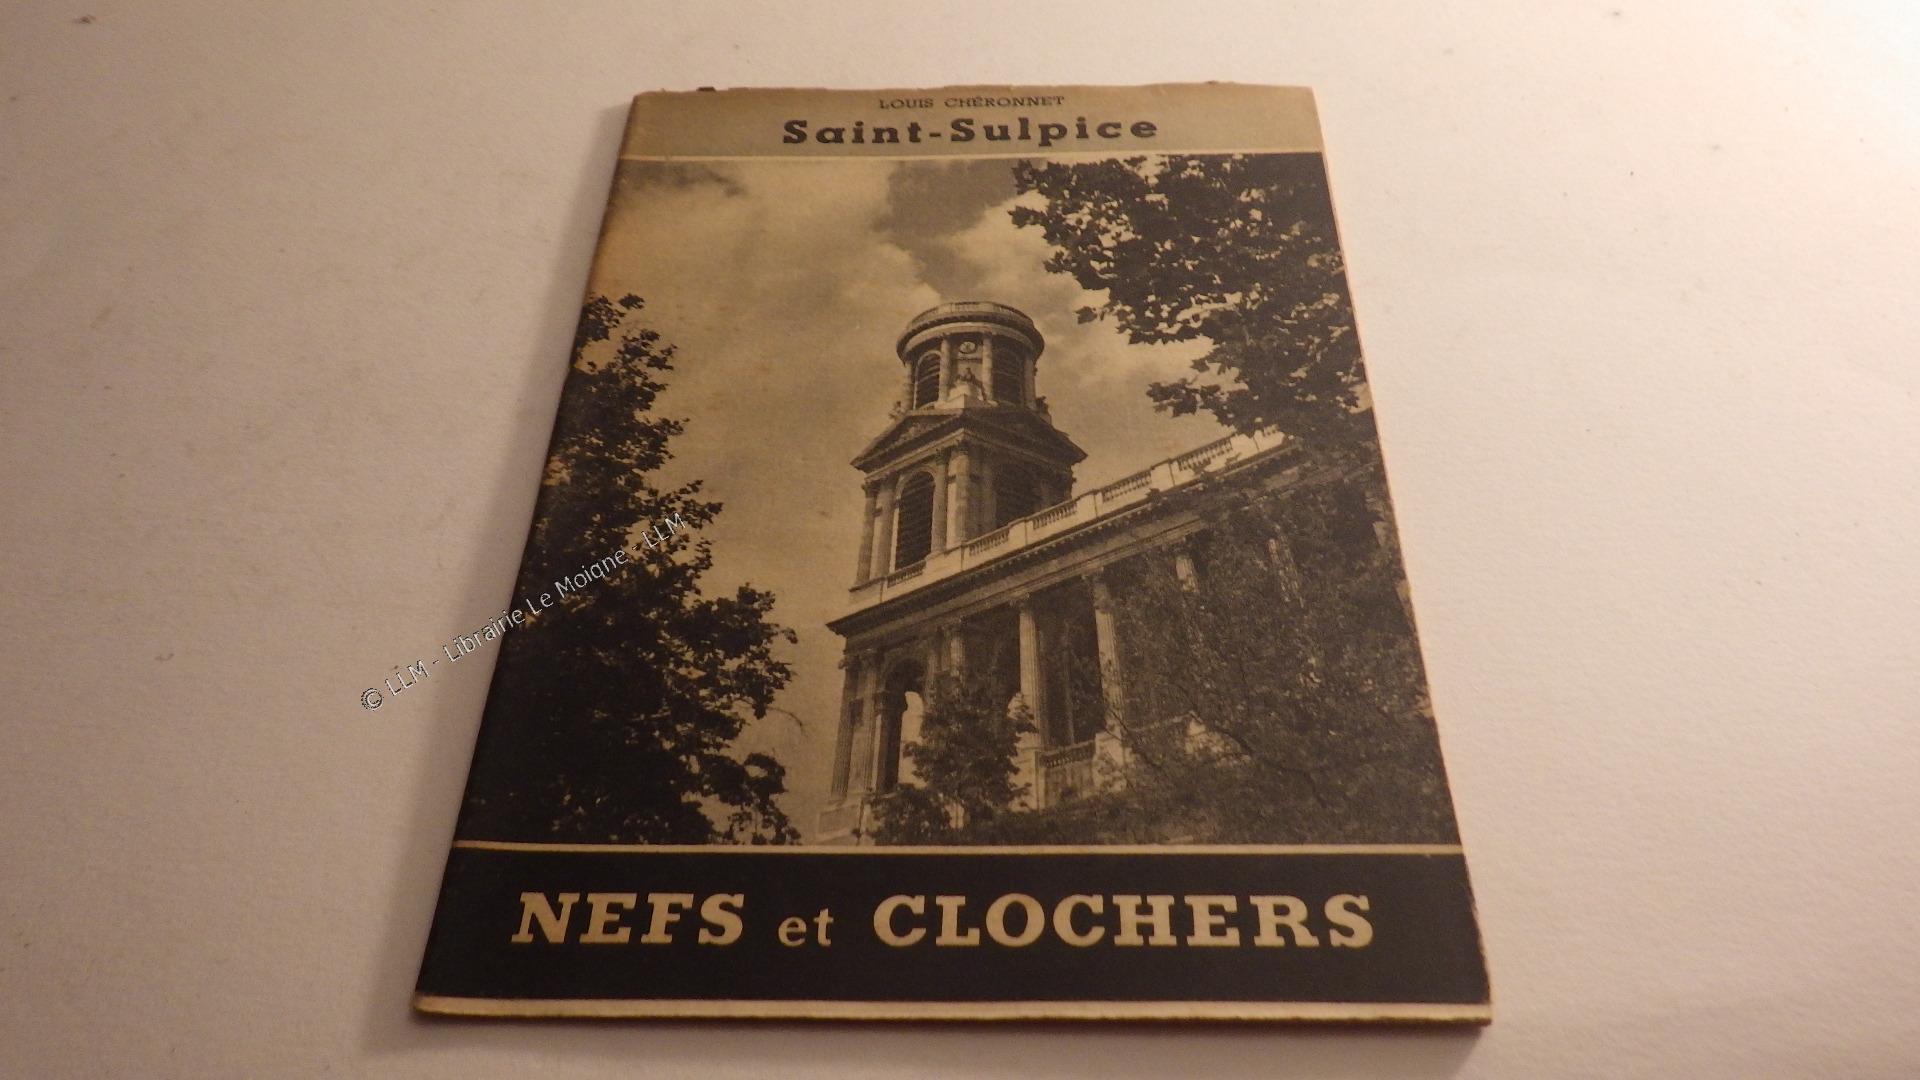 LOUIS CHÉRONNET
Saint-Sulpice
© LLM - Librairie Le Moigne - LLM
NEFS et CLOCHERS